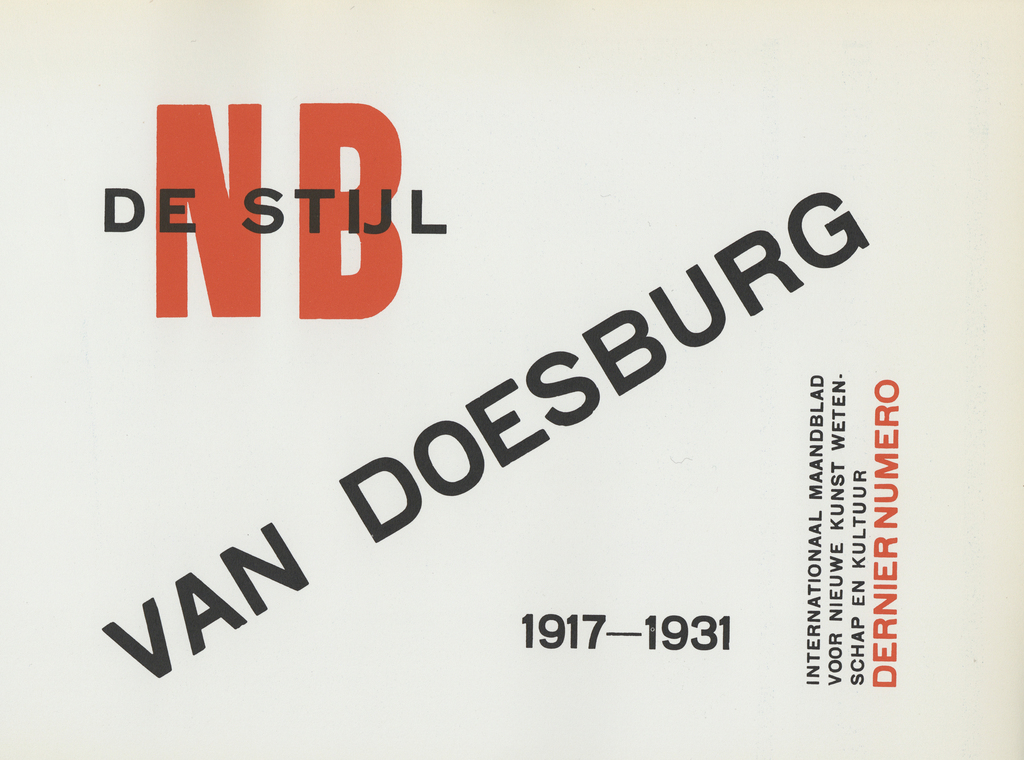 NB
DE STIJL
VAN DOESBURG
1917—1931
INTERNATIONAAL MAANDBLAD
VOOR NIEUWE KUNST WETEN-
SCHAP EN KULTUUR
DERNIER NUMERO